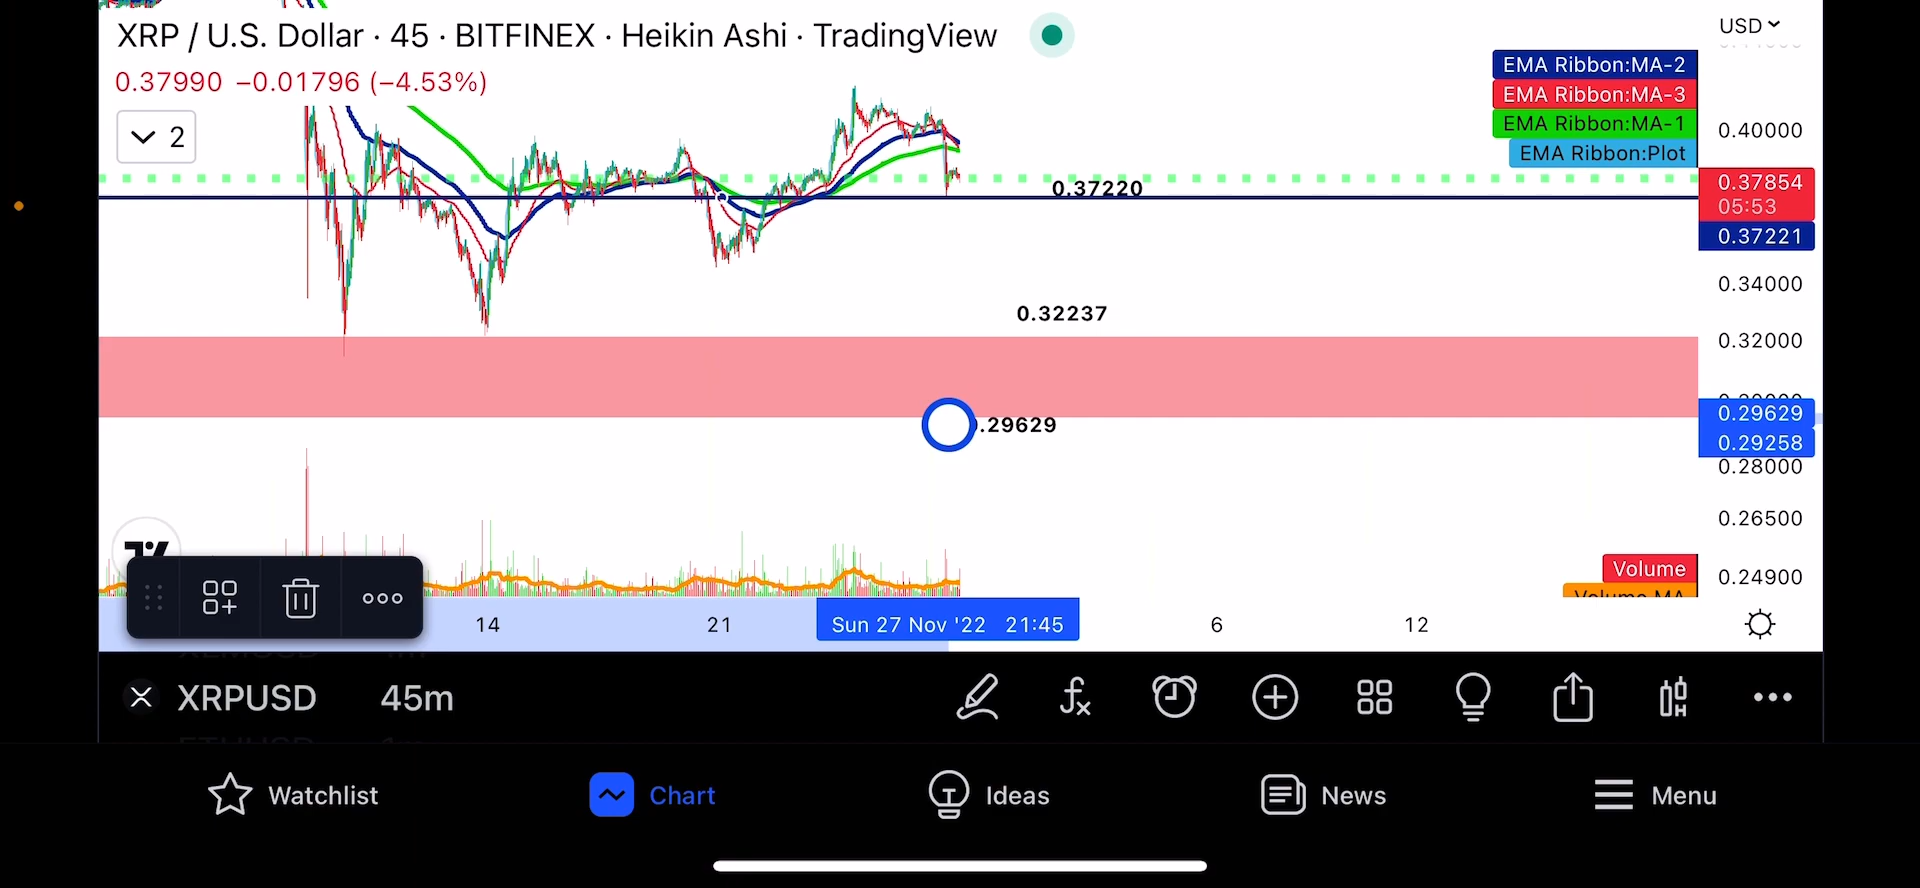 XRP / U.S. Dollar · 45 · BITFINEX · Heikin Ashi · TradingView
USD
0.37990 −0.01796 (−4.53%)
2
EMA Ribbon:MA-2
EMA Ribbon:MA-3
EMA Ribbon:MA-1
EMA Ribbon:Plot
0.40000
0.37854
05:53
0.37220
0.37221
0.34000
0.32237
0.32000
0.29629
0.29258
.29629
0.28000
0.26500
Volume
0.24900
Volume MA
14
21
Sun 27 Nov '22 21:45
6
12
XRPUSD 45m
Watchlist
Chart
Ideas
News
Menu